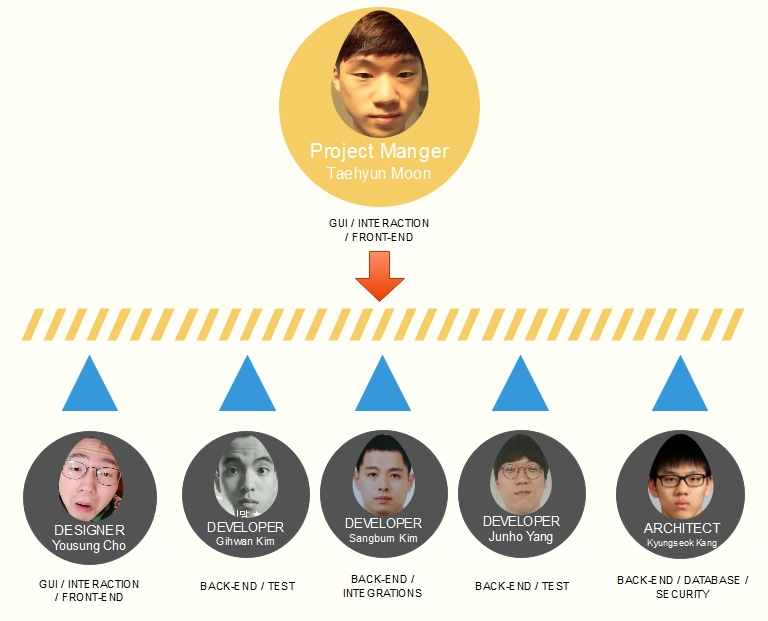 Project Manger
Taehyun Moon
GUI / INTERACTION
/ FRONT-END
DESIGNER
Yousung Cho
GUI / INTERACTION
/ FRONT-END
DEVELOPER
Gihwan Kim
BACK-END / TEST
DEVELOPER
Sangbum Kim
BACK-END /
INTEGRATIONS
DEVELOPER
Junho Yang
BACK-END / TEST
ARCHITECT
Kyungseok Kang
BACK-END / DATABASE /
SECURITY